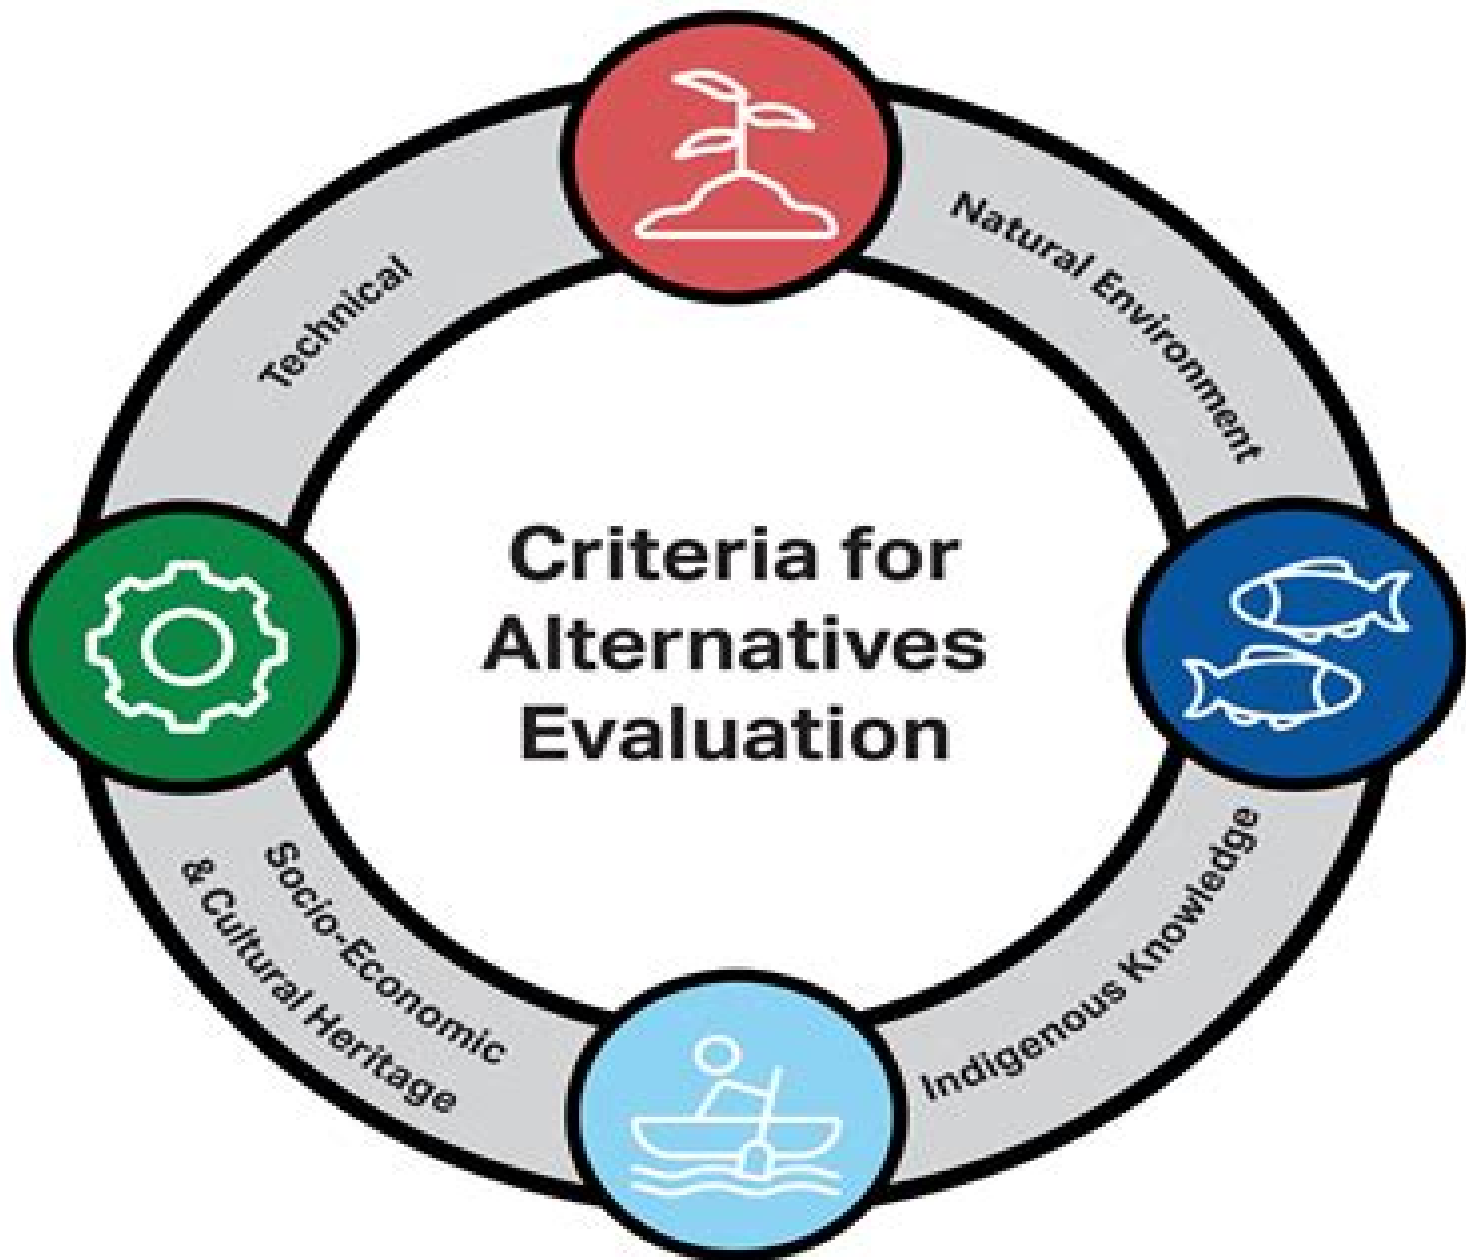 Criteria for
Alternatives
Evaluation
Natural Environment
Indigenous Knowledge
Socio-Economic
& Cultural Heritage
Technical